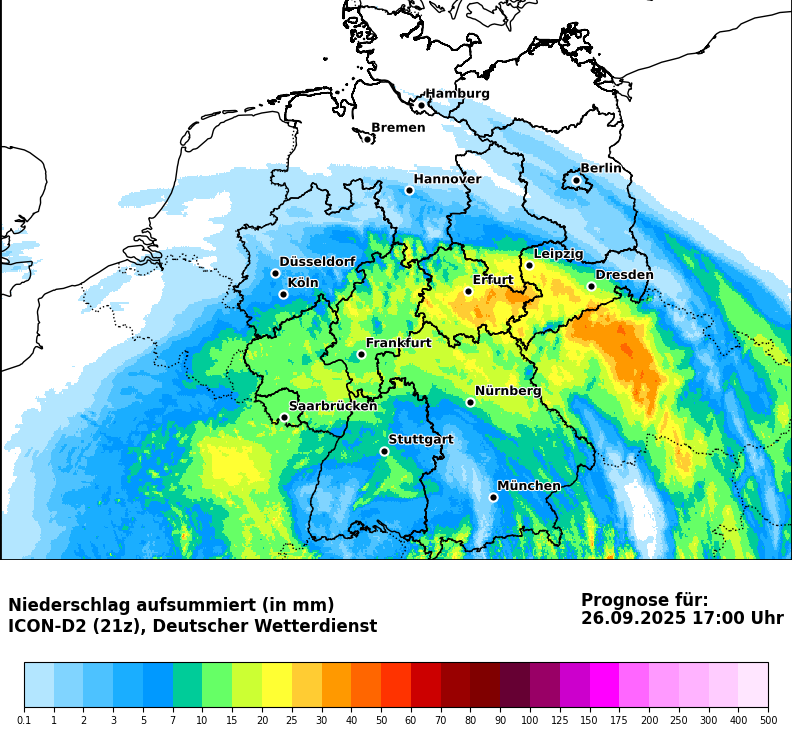 Hamburg
Bremen
Berlin
Hannover
Düsseldorf
Köln
Leipzig
Erfurt
Dresden
Frankfurt
Nürnberg
Saarbrücken
Stuttgart
München
Niederschlag aufsummiert (in mm)
ICON-D2 (21z), Deutscher Wetterdienst
Prognose für:
26.09.2025 17:00 Uhr
0.1 1 2 3 5 7 10 15 20 25 30 40 50 60 70 80 90 100 125 150 175 200 250 300 400 500